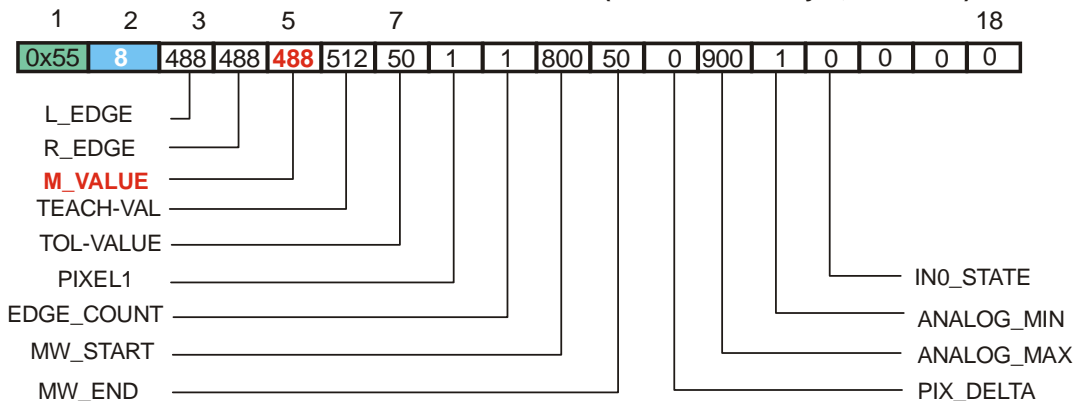 1 2 3 5 7 18
0x55 8 488 488 488 512 50 1 1 800 50 0 900 1 0 0 0 0
L_EDGE
R_EDGE
M_VALUE
TEACH-VAL
TOL-VALUE
PIXEL1 IN0_STATE
EDGE_COUNT ANALOG_MIN
MW_START ANALOG_MAX
MW_END PIX_DELTA